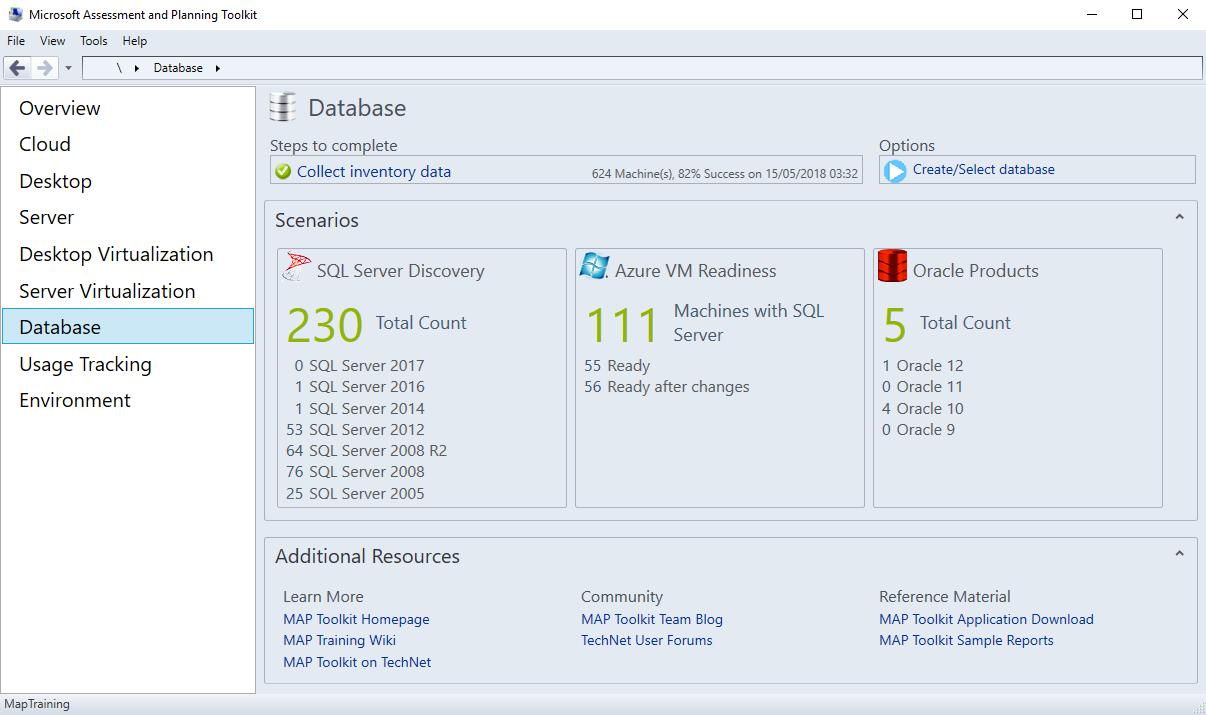 Microsoft Assessment and Planning Toolkit
File View Tools Help
\ Database
Overview
Cloud
Desktop
Server
Desktop Virtualization
Server Virtualization
Database
Usage Tracking
Environment
Database
Steps to complete
Collect inventory data 624 Machine(s), 82% Success on 15/05/2018 03:32
Options
Create/Select database
Scenarios
SQL Server Discovery
230 Total Count
0 SQL Server 2017
1 SQL Server 2016
1 SQL Server 2014
53 SQL Server 2012
64 SQL Server 2008 R2
76 SQL Server 2008
25 SQL Server 2005
Azure VM Readiness
111 Machines with SQL
Server
55 Ready
56 Ready after changes
Oracle Products
5 Total Count
1 Oracle 12
0 Oracle 11
4 Oracle 10
0 Oracle 9
Additional Resources
Learn More
MAP Toolkit Homepage
MAP Training Wiki
MAP Toolkit on TechNet
Community
MAP Toolkit Team Blog
TechNet User Forums
Reference Material
MAP Toolkit Application Download
MAP Toolkit Sample Reports
MapTraining